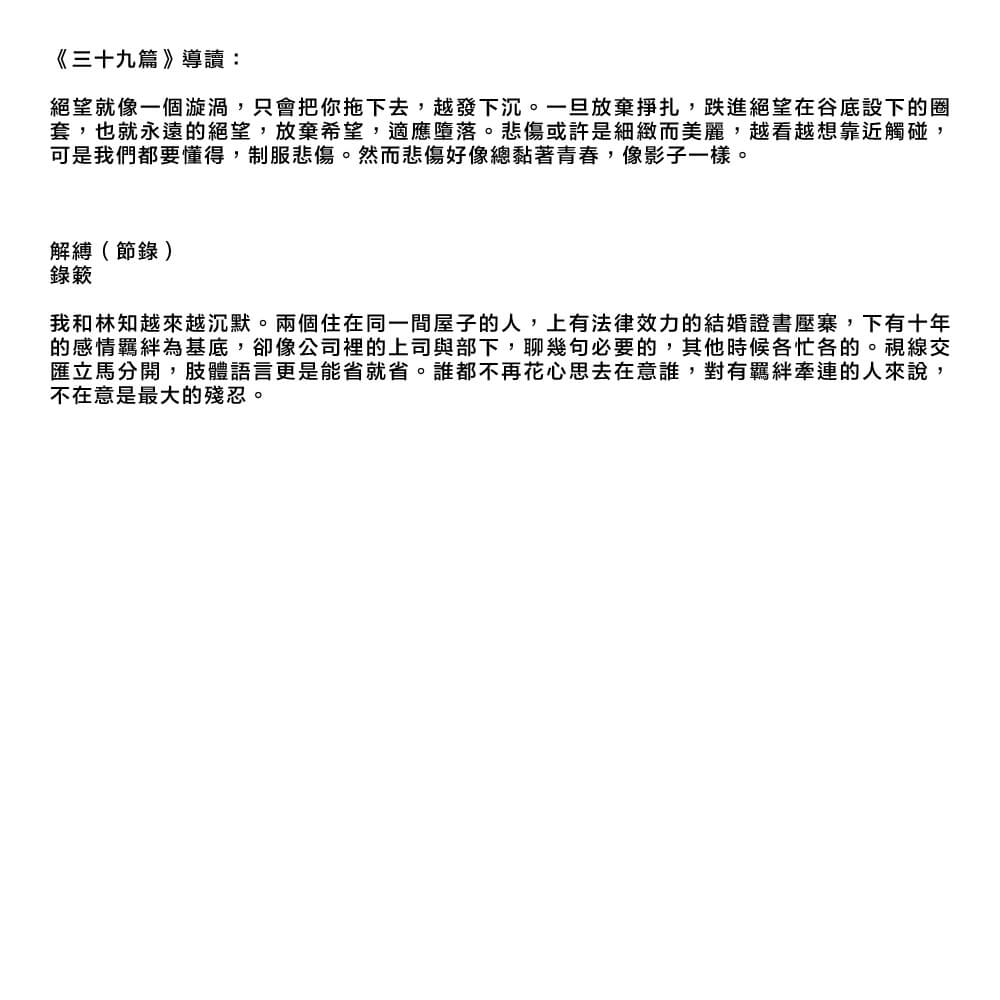 《三十九篇》導讀：
絕望就像一個漩渦，只會把你拖下去，越發下沉。一旦放棄掙扎，跌進絕望在谷底設下的圈
套，也就永遠的絕望，放棄希望，適應墮落。悲傷或許是細緻而美麗，越看越想靠近觸碰，
可是我們都要懂得，制服悲傷。然而悲傷好像總黏著青春，像影子一樣。
解縛（節錄）
錄簌
我和林知越來越沉默。兩個住在同一間屋子的人，上有法律效力的結婚證書壓寨，下有十年
的感情羈絆為基底，卻像公司裡的上司與部下，聊幾句必要的，其他時候各忙各的。視線交
匯立馬分開，肢體語言更是能省就省。誰都不再花心思去在意誰，對有羈絆牽連的人來說，
不在意是最大的殘忍。